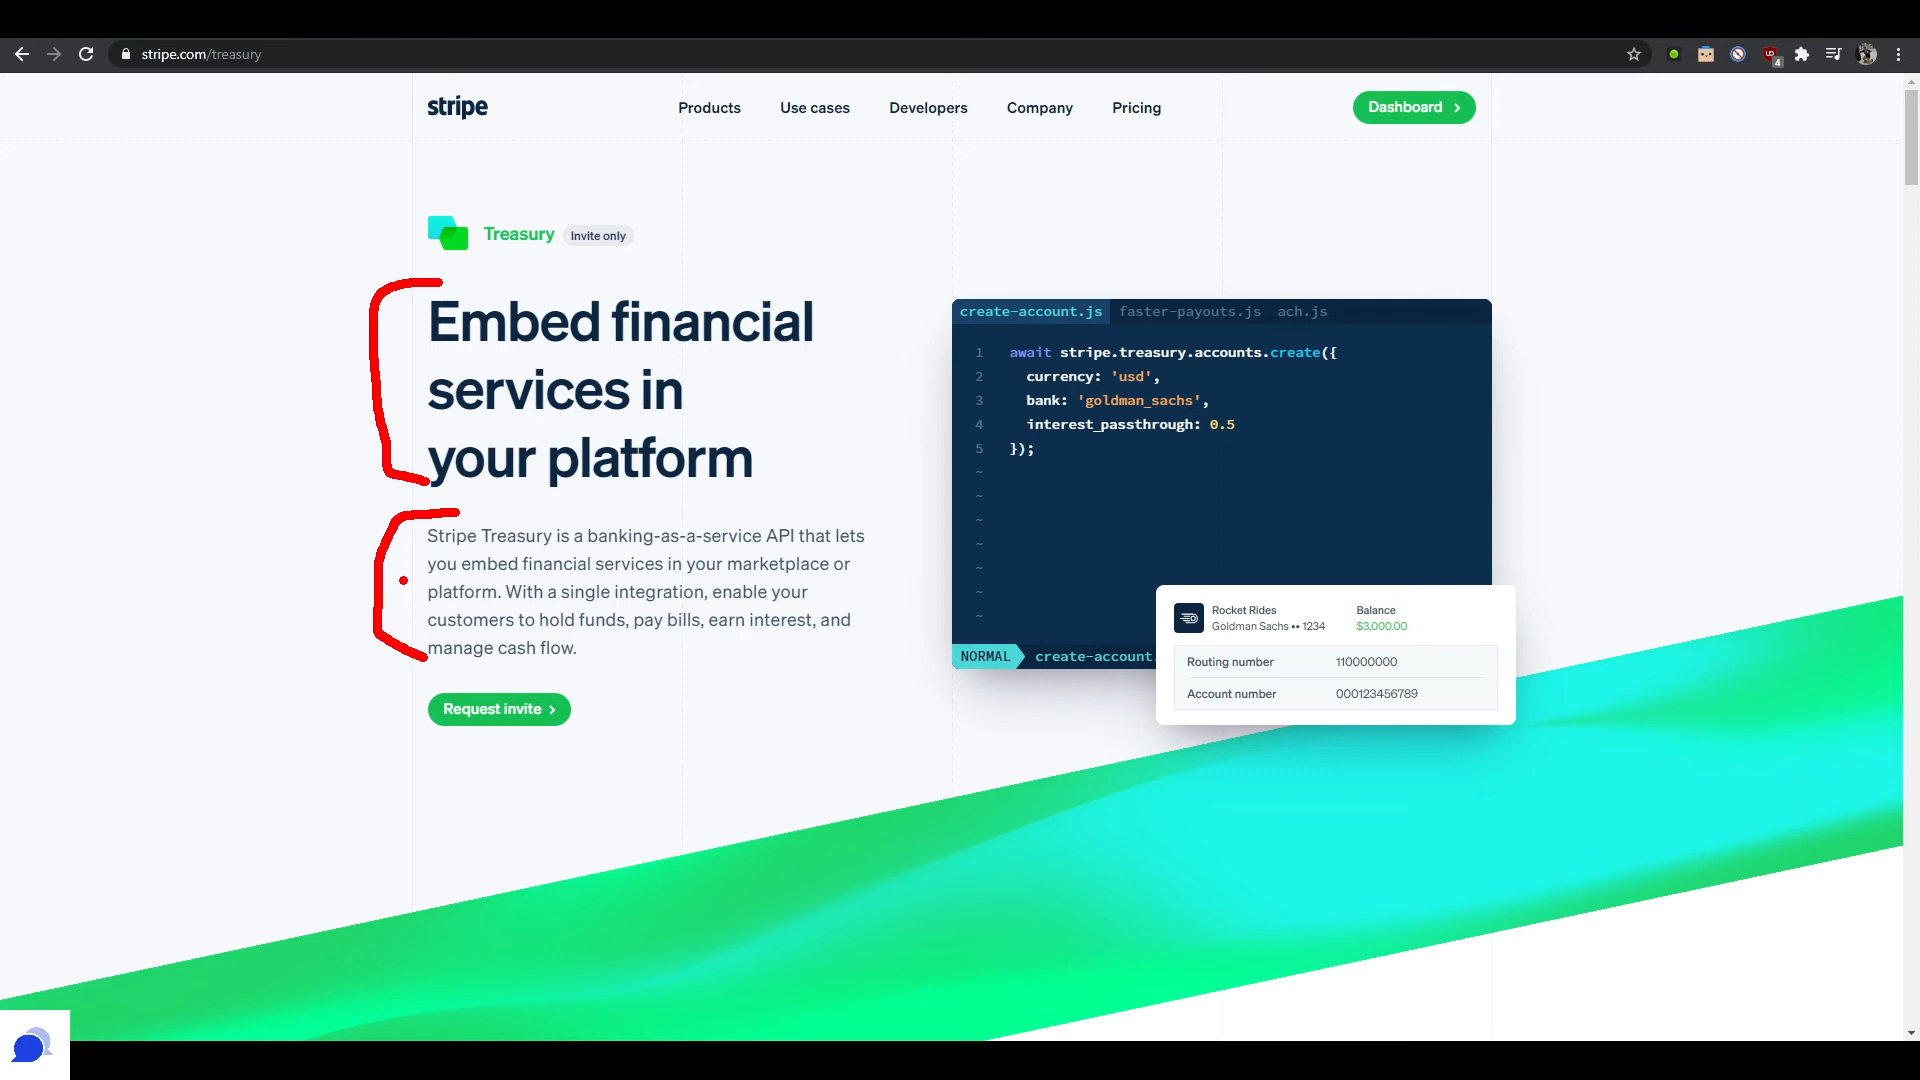 stripe.com/treasury
4
stripe
Products Use cases Developers Company Pricing
Dashboard
Treasury Invite only
Embed financial
services in
your platform
Stripe Treasury is a banking-as-a-service API that lets
you embed financial services in your marketplace or
platform. With a single integration, enable your
customers to hold funds, pay bills, earn interest, and
manage cash flow.
Request invite
create-account.js faster-payouts.js ach.js
1 await stripe.treasury.accounts.create({
2 currency: 'usd',
3 bank: 'goldman_sachs',
4 interest_passthrough: 0.5
5 });
~
~
~
~
~
~
~
NORMAL create-account.
Rocket Rides Balance
Goldman Sachs •• 1234 $3,000.00
Routing number 110000000
Account number 000123456789